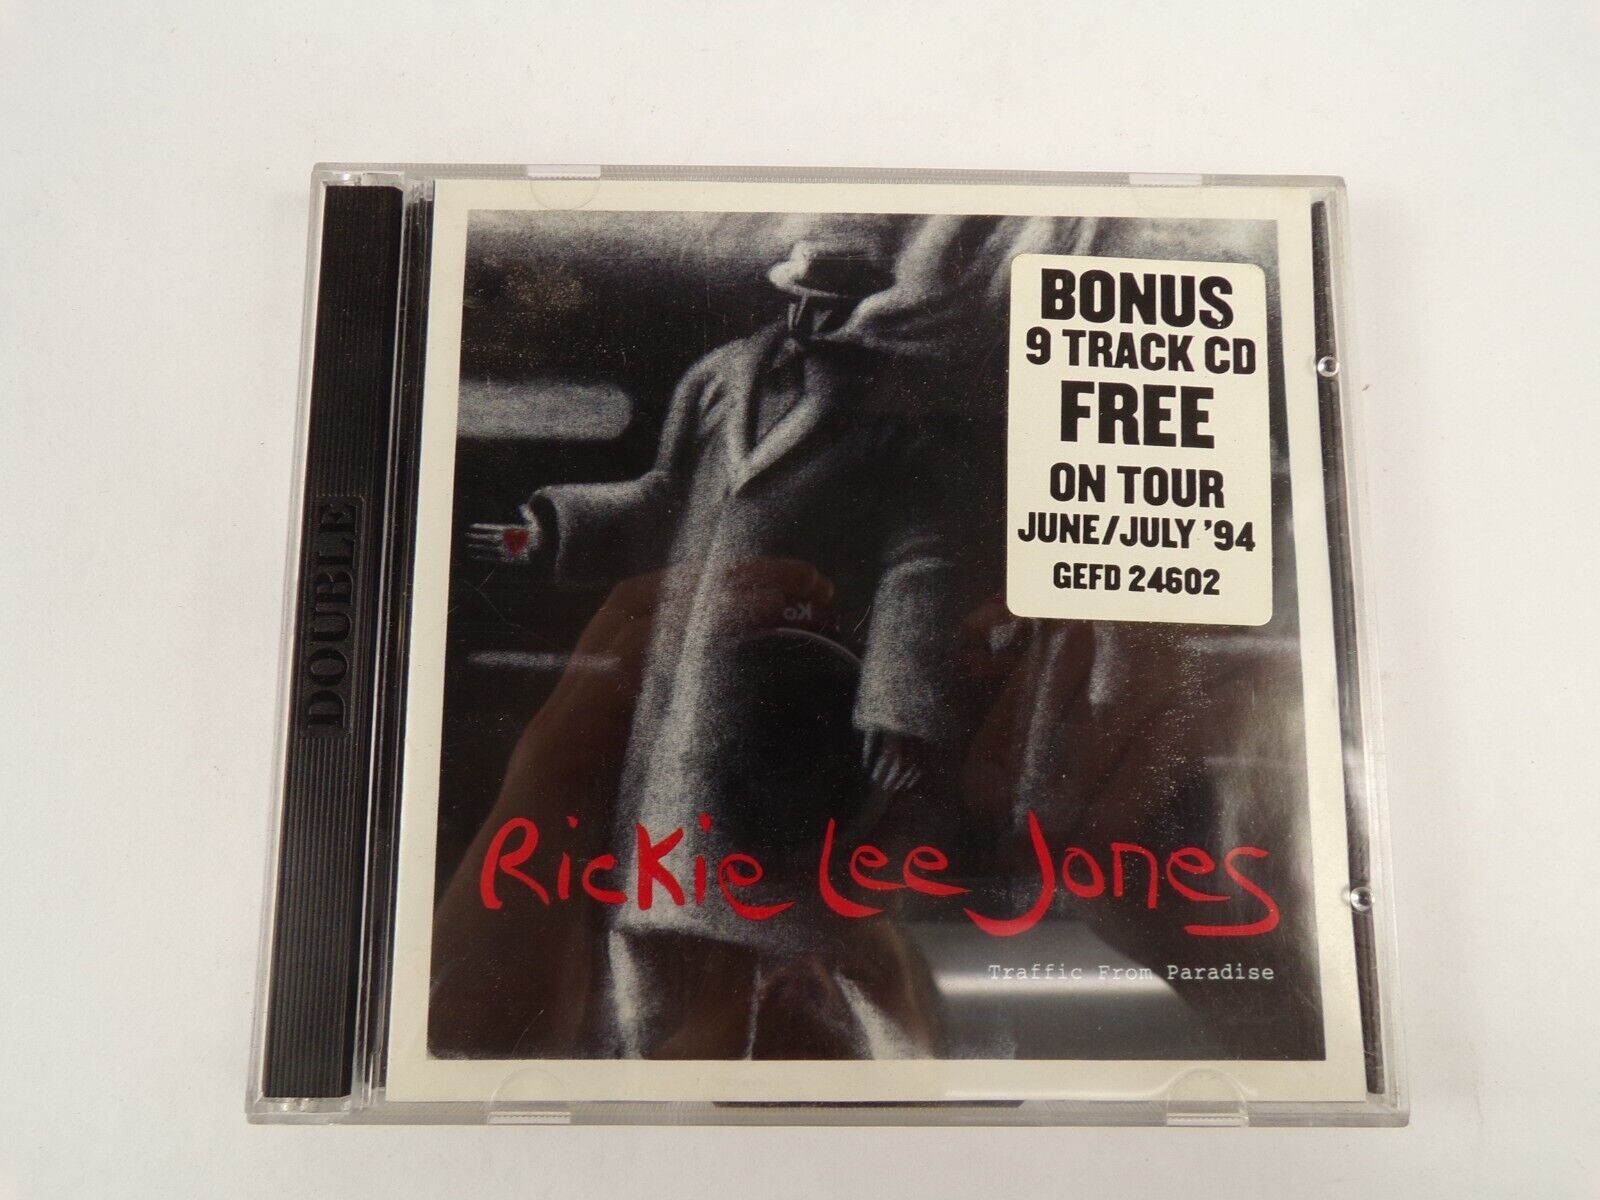 DOUBLE
BONUS
9 TRACK CD
FREE
ON TOUR
JUNE/JULY '94
GEFD 24602
Rickie Lee Jones
Traffic From Paradise